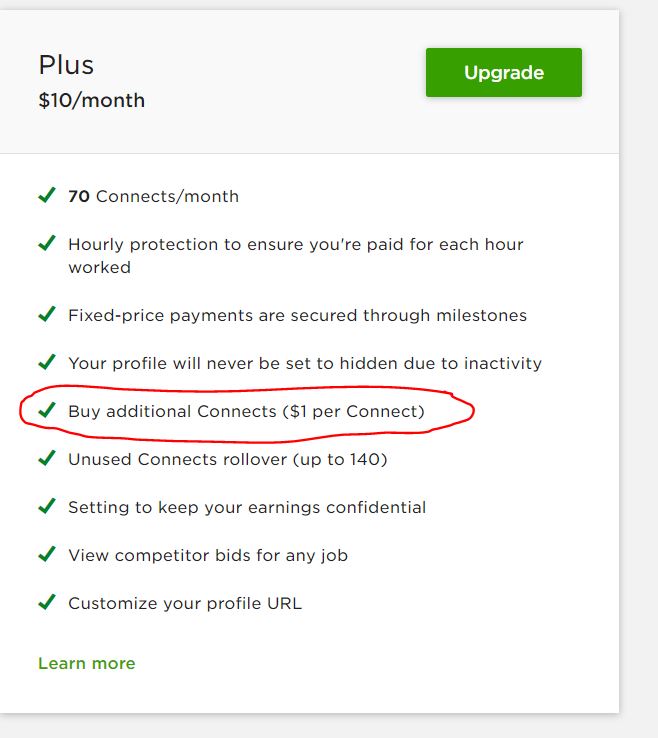 Plus
$10/month
Upgrade
70 Connects/month
Hourly protection to ensure you're paid for each hour
worked
Fixed-price payments are secured through milestones
Your profile will never be set to hidden due to inactivity
Buy additional Connects ($1 per Connect)
Unused Connects rollover (up to 140)
Setting to keep your earnings confidential
View competitor bids for any job
Customize your profile URL
Learn more